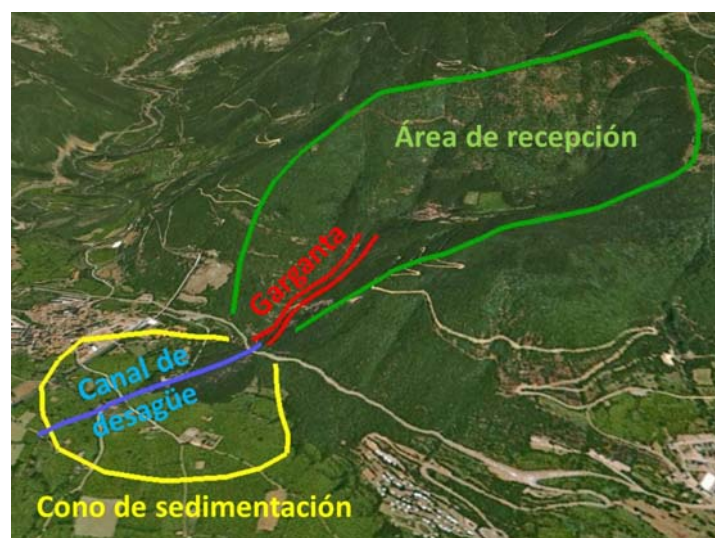 Área de recepción
Garganta
Canal de
desagüe
Cono de sedimentación